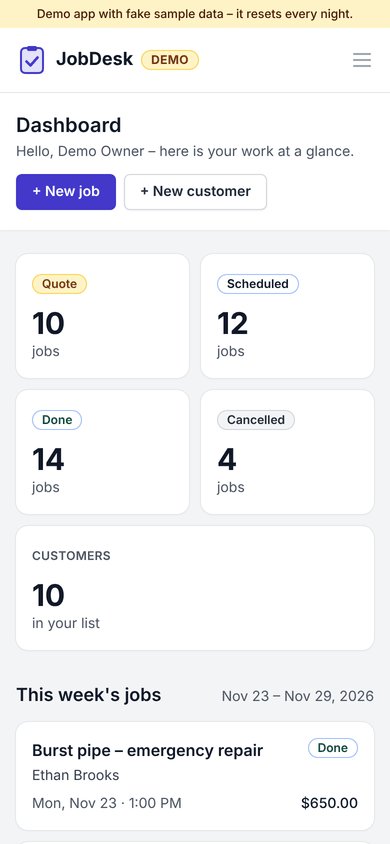 Demo app with fake sample data – it resets every night.
JobDesk DEMO
Dashboard
Hello, Demo Owner – here is your work at a glance.
+ New job
+ New customer
Quote
10
jobs
Scheduled
12
jobs
Done
14
jobs
Cancelled
4
jobs
CUSTOMERS
10
in your list
This week's jobs
Nov 23 – Nov 29, 2026
Burst pipe – emergency repair
Done
Ethan Brooks
Mon, Nov 23 · 1:00 PM
$650.00